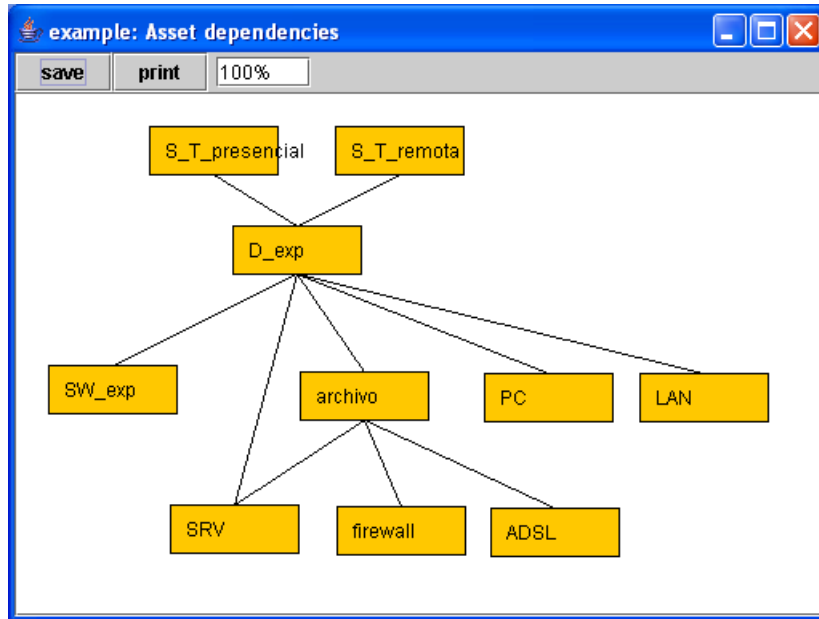 example: Asset dependencies
save print 100%
S_T_presencial S_T_remota
D_exp
SW_exp archivo PC LAN
SRV firewall ADSL